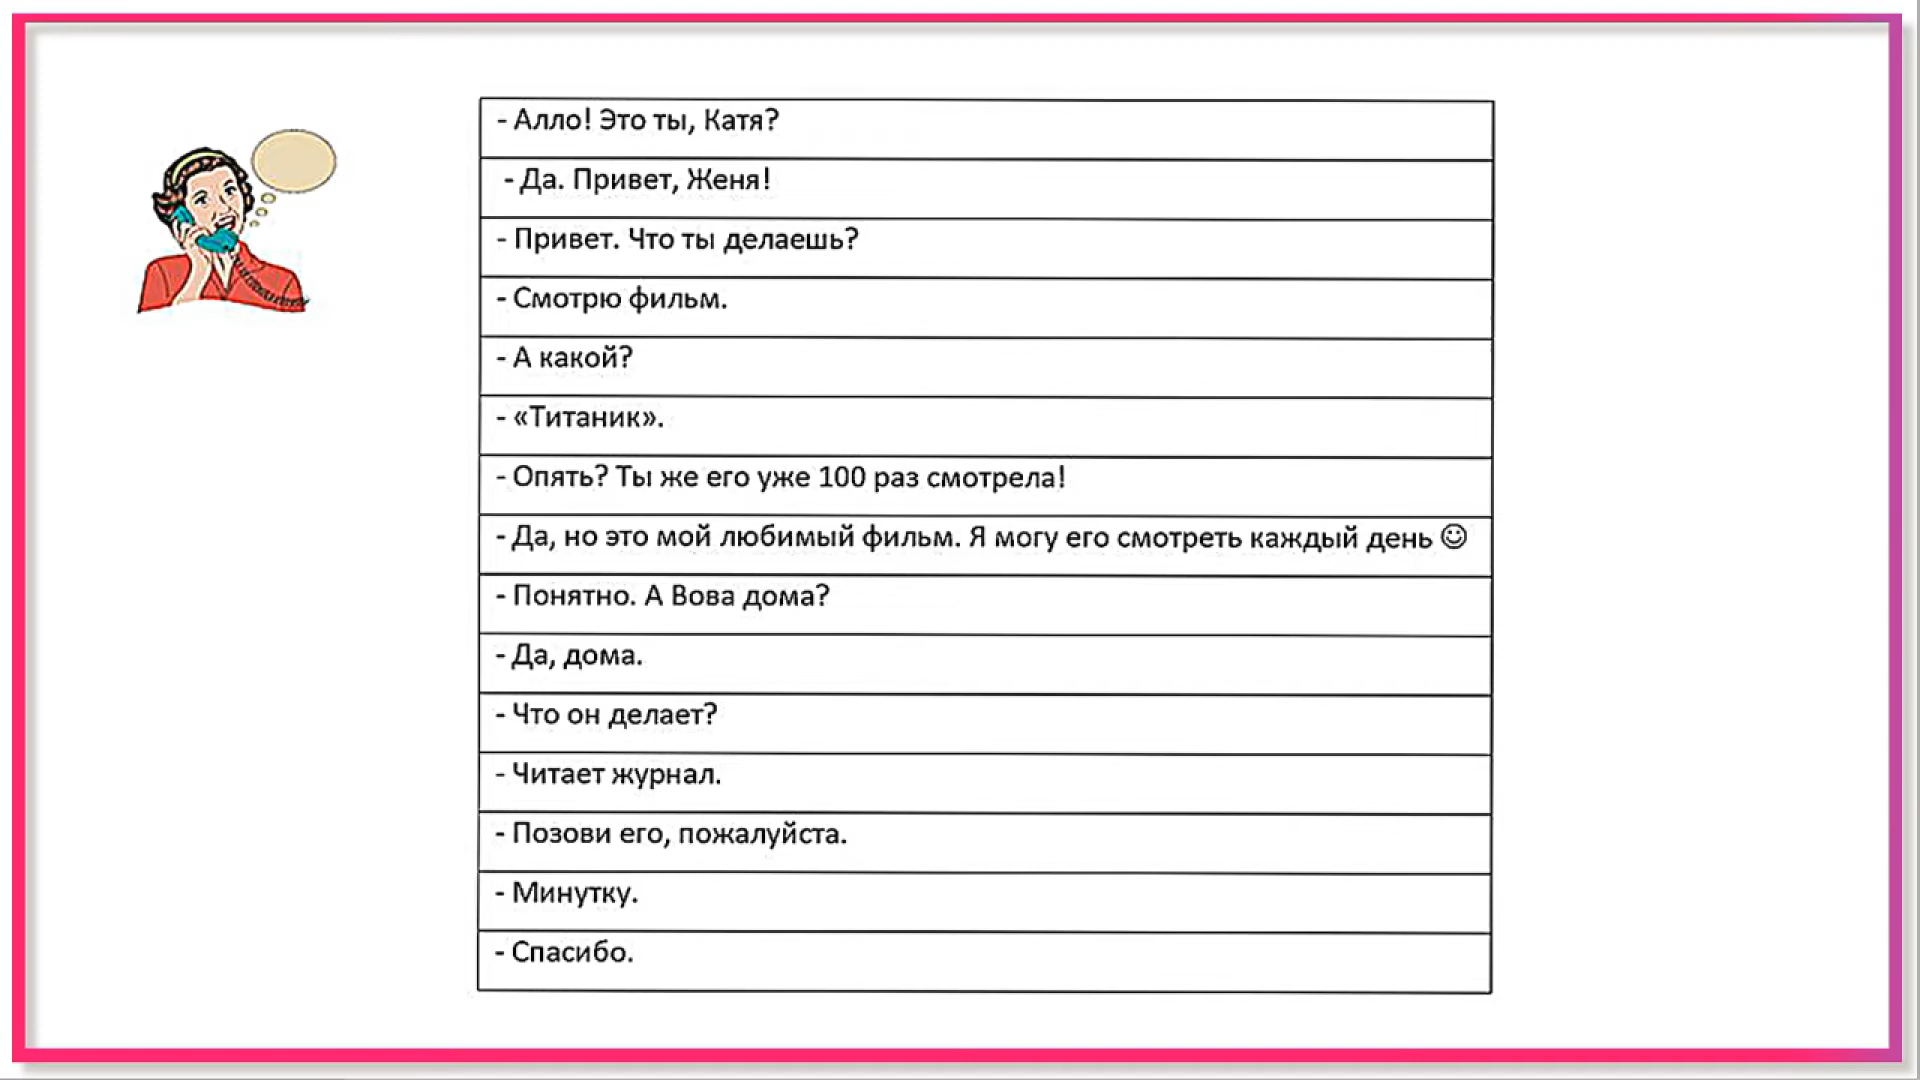 - Алло! Это ты, Катя?
- Да. Привет, Женя!
- Привет. Что ты делаешь?
- Смотрю фильм.
- А какой?
- «Титаник».
- Опять? Ты же его уже 100 раз смотрела!
- Да, но это мой любимый фильм. Я могу его смотреть каждый день ☺
- Понятно. А Вова дома?
- Да, дома.
- Что он делает?
- Читает журнал.
- Позови его, пожалуйста.
- Минутку.
- Спасибо.